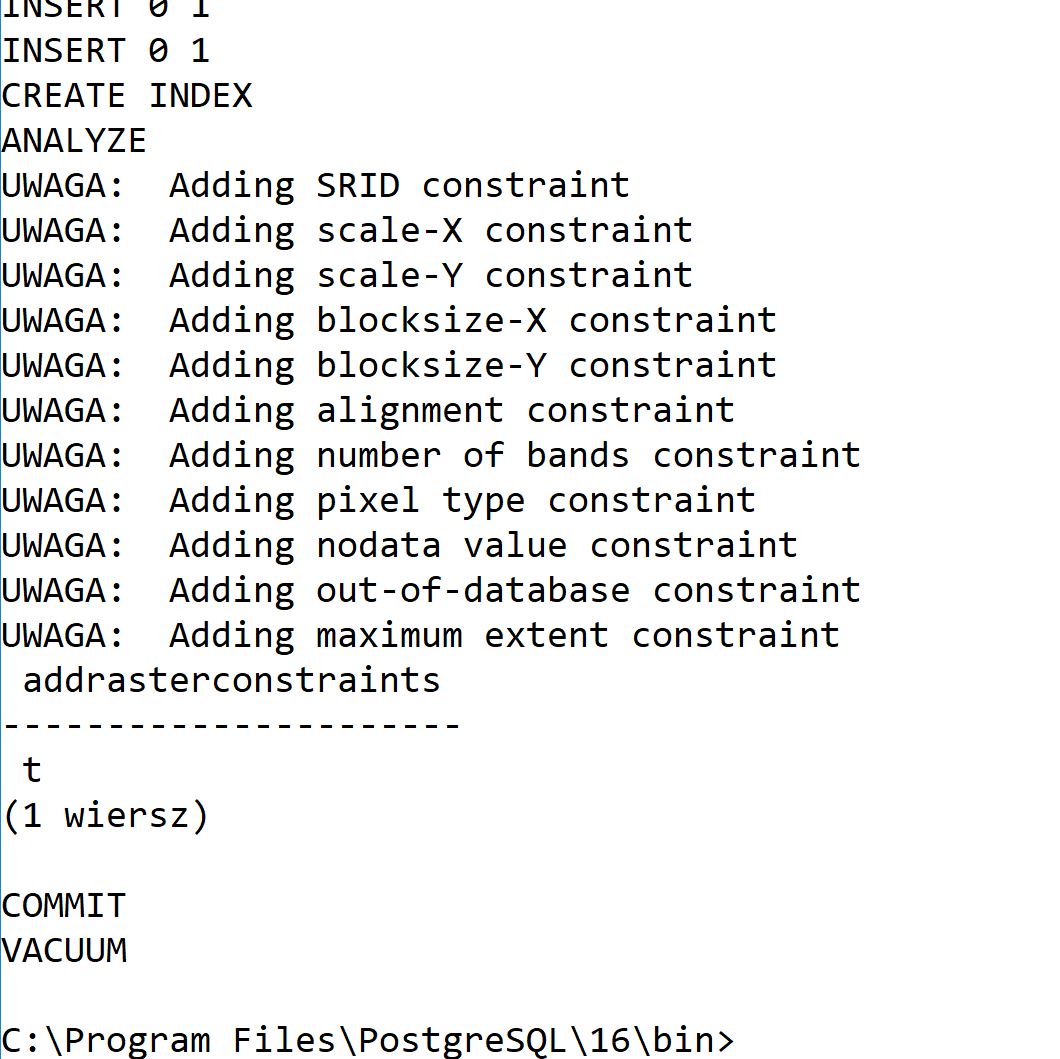 INSERT 0 1
INSERT 0 1
CREATE INDEX
ANALYZE
UWAGA:  Adding SRID constraint
UWAGA:  Adding scale-X constraint
UWAGA:  Adding scale-Y constraint
UWAGA:  Adding blocksize-X constraint
UWAGA:  Adding blocksize-Y constraint
UWAGA:  Adding alignment constraint
UWAGA:  Adding number of bands constraint
UWAGA:  Adding pixel type constraint
UWAGA:  Adding nodata value constraint
UWAGA:  Adding out-of-database constraint
UWAGA:  Adding maximum extent constraint
 addrasterconstraints
----------------------
 t
(1 wiersz)
COMMIT
VACUUM
C:\Program Files\PostgreSQL\16\bin>